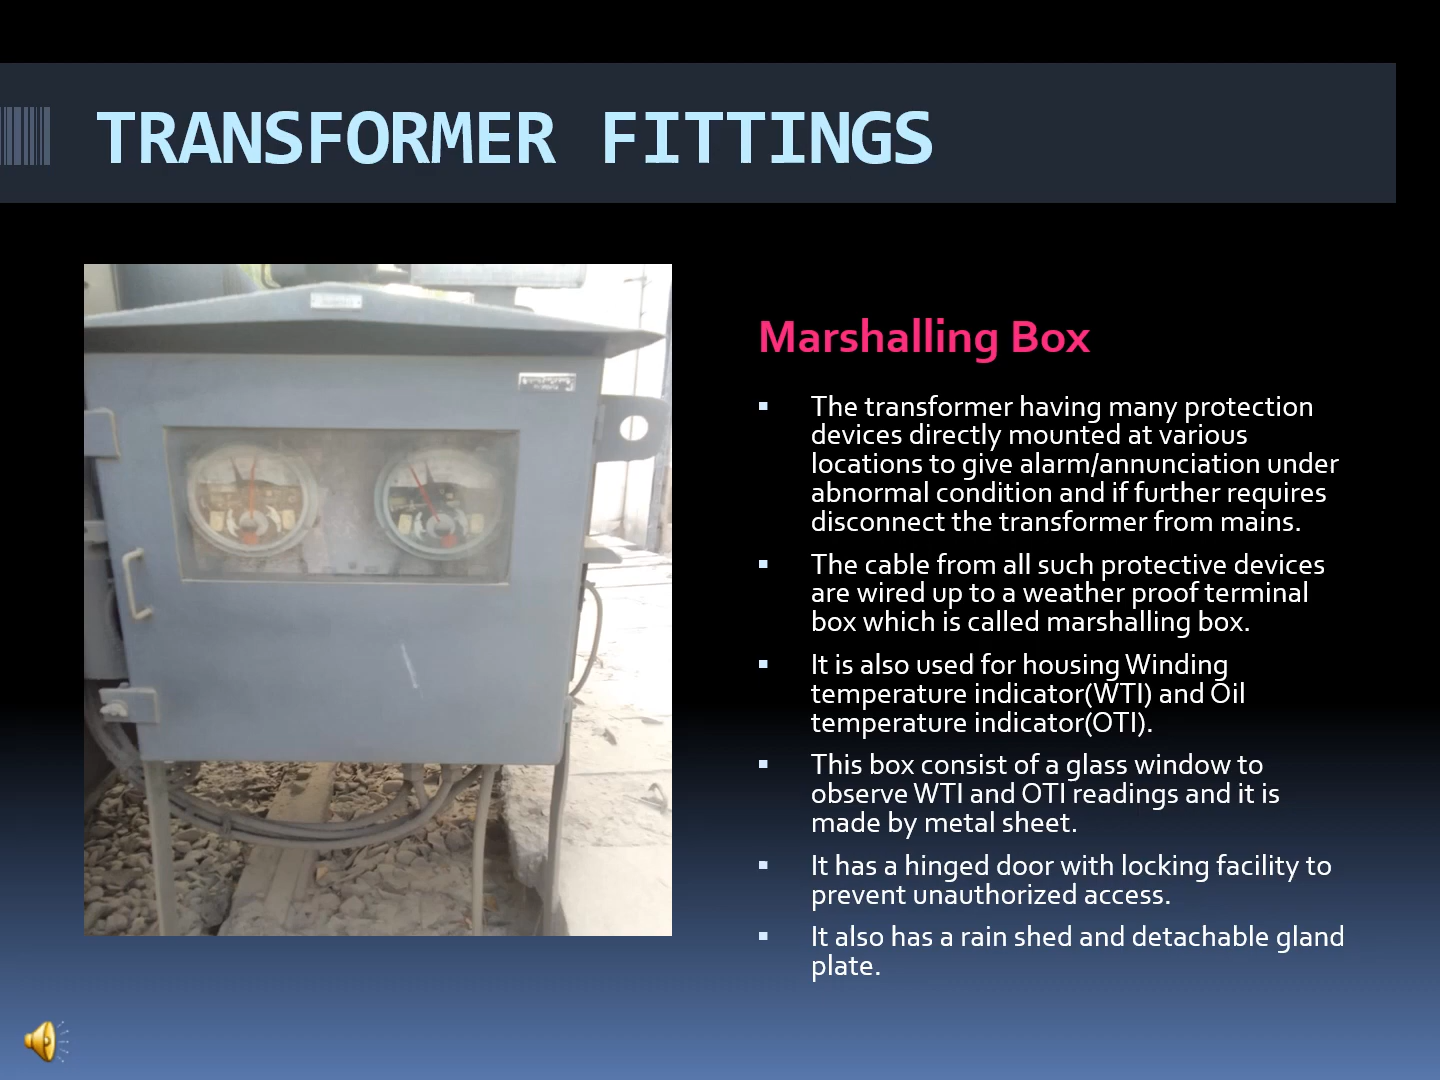 TRANSFORMER FITTINGS
Marshalling Box
The transformer having many protection
devices directly mounted at various
locations to give alarm/annunciation under
abnormal condition and if further requires
disconnect the transformer from mains.
The cable from all such protective devices
are wired up to a weather proof terminal
box which is called marshalling box.
It is also used for housing Winding
temperature indicator(WTI) and Oil
temperature indicator(OTI).
This box consist of a glass window to
observe WTI and OTI readings and it is
made by metal sheet.
It has a hinged door with locking facility to
prevent unauthorized access.
It also has a rain shed and detachable gland
plate.